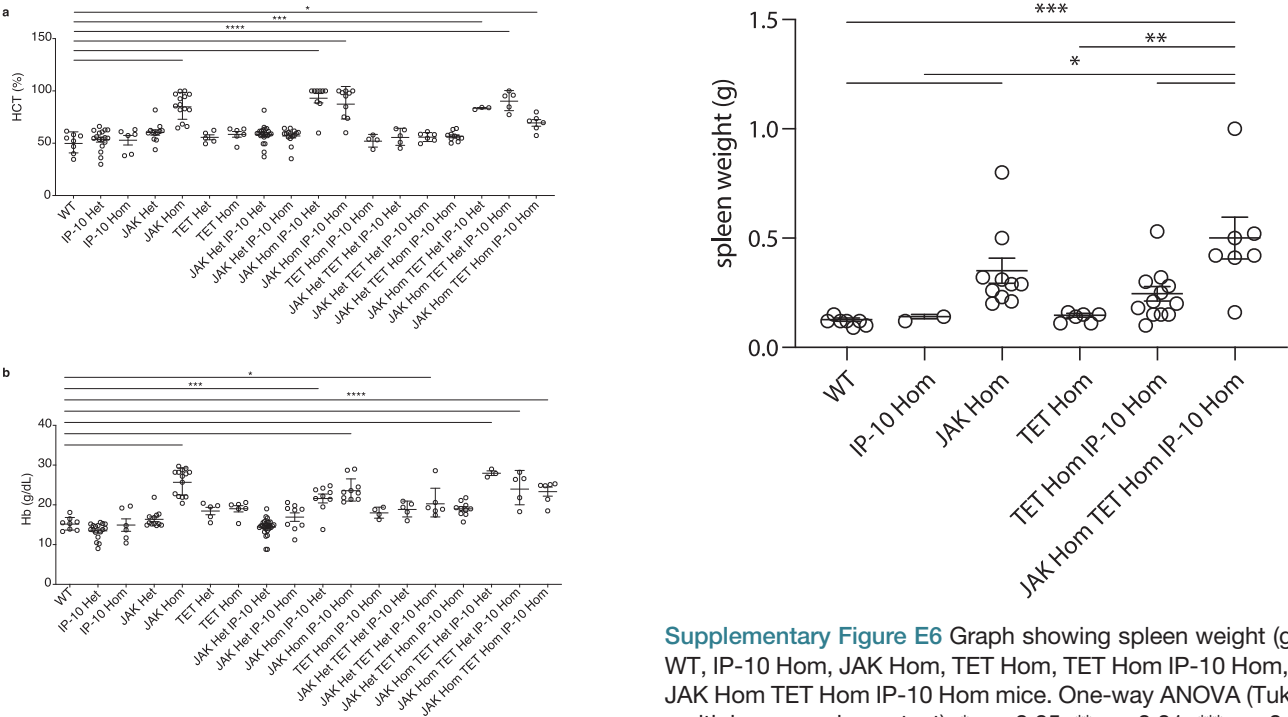 a
*
***
****
150
100
50
0
HCT (%)
WT
IP-10 Het
IP-10 Hom
JAK Het
JAK Hom
TET Het
TET Hom
JAK Het IP-10 Het
JAK Het IP-10 Hom
JAK Hom IP-10 Het
JAK Hom IP-10 Hom
TET Hom IP-10 Hom
JAK Het TET Het IP-10 Het
JAK Het TET Het IP-10 Hom
JAK Het TET Hom IP-10 Hom
JAK Hom TET Het IP-10 Het
JAK Hom TET Het IP-10 Hom
JAK Hom TET Hom IP-10 Hom
b
*
***
****
40
30
20
10
0
Hb (g/dL)
WT
IP-10 Het
IP-10 Hom
JAK Het
JAK Hom
TET Het
TET Hom
JAK Het IP-10 Het
JAK Het IP-10 Hom
JAK Hom IP-10 Het
JAK Hom IP-10 Hom
TET Hom IP-10 Hom
JAK Het TET Het IP-10 Het
JAK Het TET Het IP-10 Hom
JAK Het TET Hom IP-10 Hom
JAK Hom TET Het IP-10 Het
JAK Hom TET Het IP-10 Hom
JAK Hom TET Hom IP-10 Hom
***
**
*
1.5
1.0
0.5
0.0
spleen weight (g)
WT
IP-10 Hom
JAK Hom
TET Hom
TET Hom IP-10 Hom
JAK Hom TET Hom IP-10 Hom
Supplementary Figure E6 Graph showing spleen weight (g
WT, IP-10 Hom, JAK Hom, TET Hom, TET Hom IP-10 Hom,
JAK Hom TET Hom IP-10 Hom mice. One-way ANOVA (Tuk